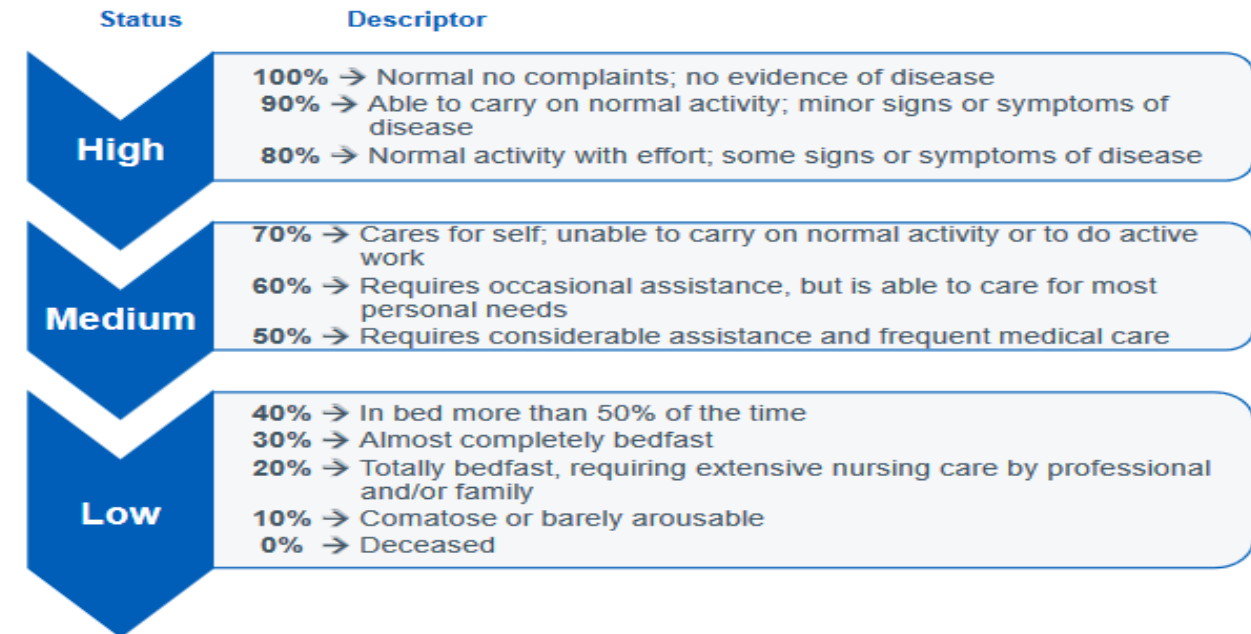 Status Descriptor
100% → Normal no complaints; no evidence of disease
90% → Able to carry on normal activity; minor signs or symptoms of
disease
High
80% → Normal activity with effort; some signs or symptoms of disease
70% → Cares for self; unable to carry on normal activity or to do active
work
60% → Requires occasional assistance, but is able to care for most
personal needs
Medium
50% → Requires considerable assistance and frequent medical care
40% → In bed more than 50% of the time
30% → Almost completely bedfast
20% → Totally bedfast, requiring extensive nursing care by professional
and/or family
Low
10% → Comatose or barely arousable
0% → Deceased